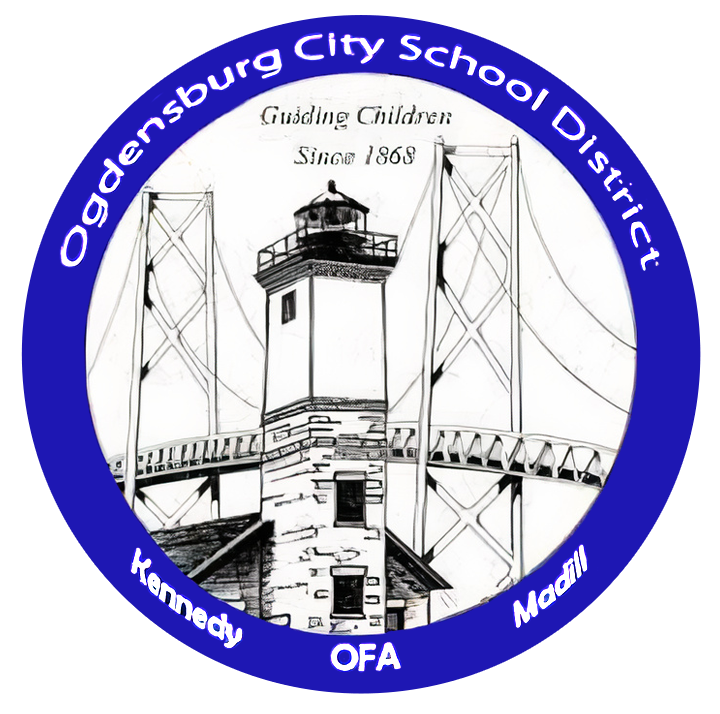 Ogdensburg City School District
Guiding Children
Since 1868
Kennedy
OFA
Madill